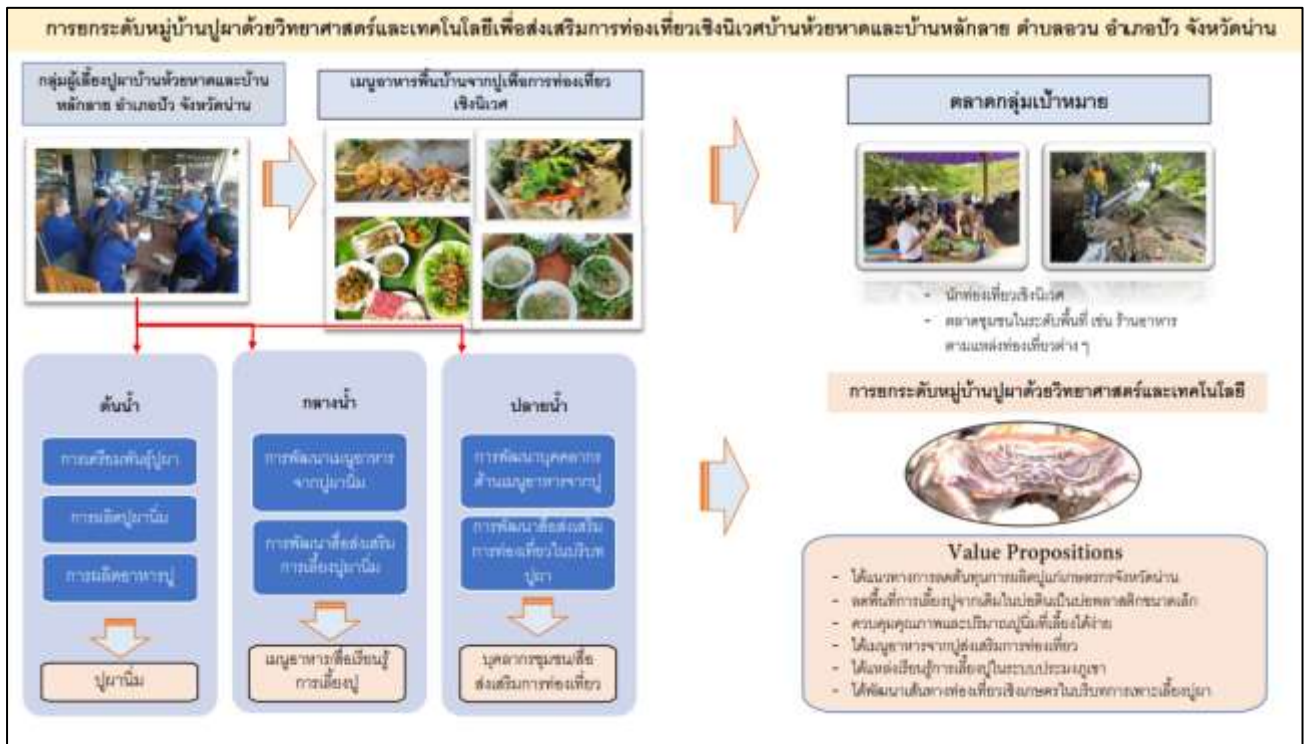 การยกระดับหมู่บ้านปูผาด้วยวิทยาศาสตร์และเทคโนโลยีเพื่อส่งเสริมการท่องเที่ยวเชิงนิเวศบ้านห้วยหาดและบ้านหลักลาย ตำบลอวน อำเภอปัว จังหวัดน่าน
กลุ่มผู้เลี้ยงปูผาบ้านห้วยหาดและบ้าน
หลักลาย อำเภอปัว จังหวัดน่าน
เมนูอาหารพื้นบ้านจากปูเพื่อการท่องเที่ยว
เชิงนิเวศ
ตลาดกลุ่มเป้าหมาย
- นักท่องเที่ยวเชิงนิเวศ
- ตลาดชุมชนในระดับพื้นที่ เช่น ร้านอาหาร
ตามแหล่งท่องเที่ยวต่าง ๆ
ต้นน้ำ
การเตรียมพันธุ์ปูผา
การผลิตปูผานิ่ม
การผลิตอาหารปู
ปูผานิ่ม
กลางน้ำ
การพัฒนาเมนูอาหาร
จากปูผานิ่ม
การพัฒนาสื่อส่งเสริม
การเลี้ยงปูผานิ่ม
เมนูอาหาร/สื่อเรียนรู้
การเลี้ยงปู
ปลายน้ำ
การพัฒนาบุคคลากร
ด้านเมนูอาหารจากปู
การพัฒนาสื่อส่งเสริม
การท่องเที่ยวในบริบท
ปูผา
บุคลากรชุมชน/สื่อ
ส่งเสริมการท่องเที่ยว
การยกระดับหมู่บ้านปูผาด้วยวิทยาศาสตร์และเทคโนโลยี
Value Propositions
- ได้แนวทางการลดต้นทุนการผลิตปูแก่เกษตรกรจังหวัดน่าน
- ลดพื้นที่การเลี้ยงปูจากเดิมในบ่อดินเป็นบ่อพลาสติกขนาดเล็ก
- ควบคุมคุณภาพและปริมาณปูนิ่มที่เลี้ยงได้ง่าย
- ได้เมนูอาหารจากปูส่งเสริมการท่องเที่ยว
- ได้แหล่งเรียนรู้การเลี้ยงปูในระบบประมงภูเขา
- ได้พัฒนาเส้นทางท่องเที่ยวเชิงเกษตรในบริบทการเพาะเลี้ยงปูผา